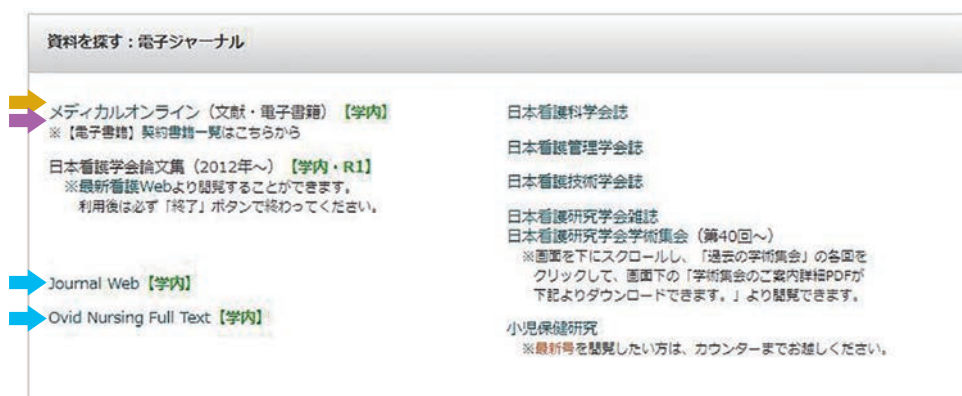 資料を探す：電子ジャーナル
メディカルオンライン（文献・電子書籍）【学内】
※【電子書籍】契約書籍一覧はこちらから
日本看護学会論文集（2012年～）【学内・R1】
※最新看護Webより閲覧することができます。
利用後は必ず「終了」ボタンで終わってください。
Journal Web【学内】
Ovid Nursing Full Text【学内】
日本看護科学会誌
日本看護管理学会誌
日本看護技術学会誌
日本看護研究学会雑誌
日本看護研究学会学術集会（第40回～）
※画面を下にスクロールし、「過去の学術集会」の各回を
クリックして、画面下の「学術集会のご案内詳細PDFが
下記よりダウンロードできます。」より閲覧できます。
小児保健研究
※最新号を閲覧したい方は、カウンターまでお越しください。